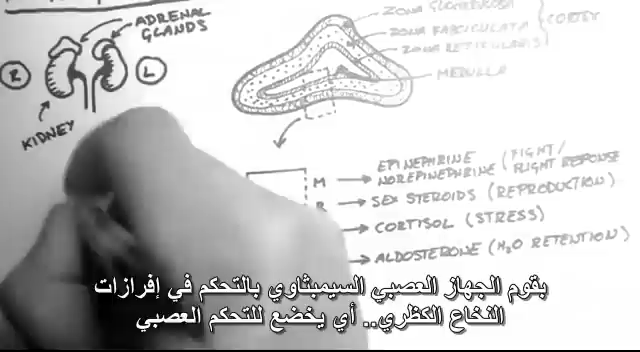 ADRENAL
GLANDS
R
L
KIDNEY
ZONA GLOMERULOSA
ZONA FASCICULATA
ZONA RETICULARIS
CORTEX
MEDULLA
M → EPINEPHRINE / NOREPINEPHRINE (FIGHT / FLIGHT RESPONSE
R → SEX STEROIDS (REPRODUCTION)
→ CORTISOL (STRESS)
→ ALDOSTERONE (H₂O RETENTION)
بقوم الجهاز العصبي السيمبثاوي بالتحكم في إفرازات
النخاع الكظري.. أي يخضع للتحكم العصبي